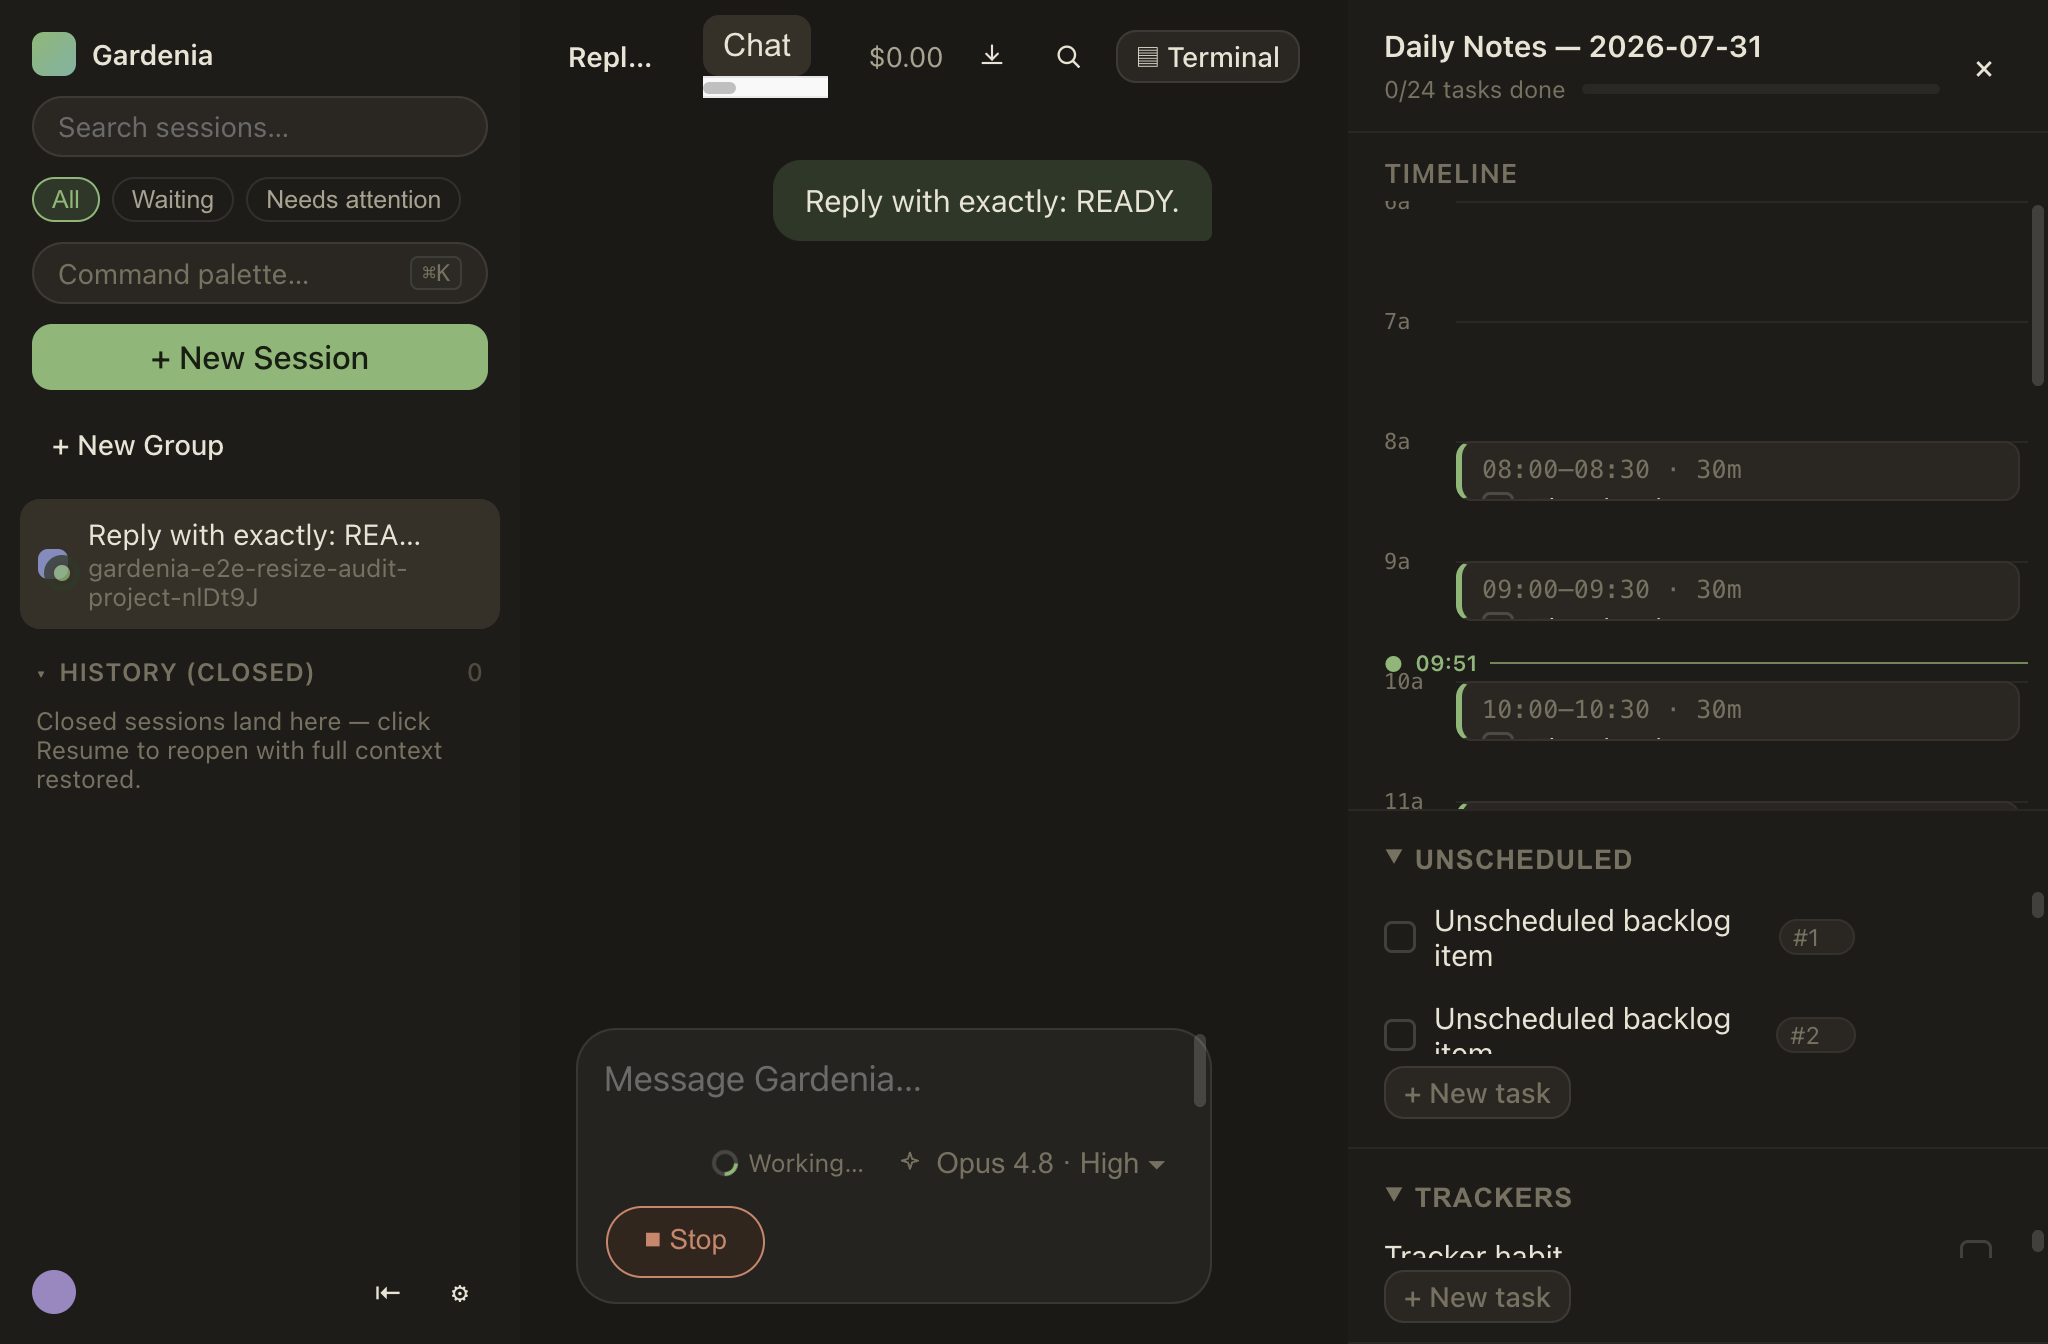 Gardenia
Search sessions...
All
Waiting
Needs attention
Command palette... ⌘K
+ New Session
+ New Group
Reply with exactly: REA...
gardenia-e2e-resize-audit-
project-nlDt9J
▾ HISTORY (CLOSED) 0
Closed sessions land here — click
Resume to reopen with full context
restored.
Repl...
Chat
$0.00
Terminal
Reply with exactly: READY.
Message Gardenia...
Working...
Opus 4.8 · High
Stop
Daily Notes — 2026-07-31
×
0/24 tasks done
TIMELINE
6a
7a
8a
08:00–08:30 · 30m
9a
09:00–09:30 · 30m
09:51
10a
10:00–10:30 · 30m
11a
▼ UNSCHEDULED
Unscheduled backlog
item
#1
Unscheduled backlog
item
#2
+ New task
▼ TRACKERS
Tracker habit
+ New task